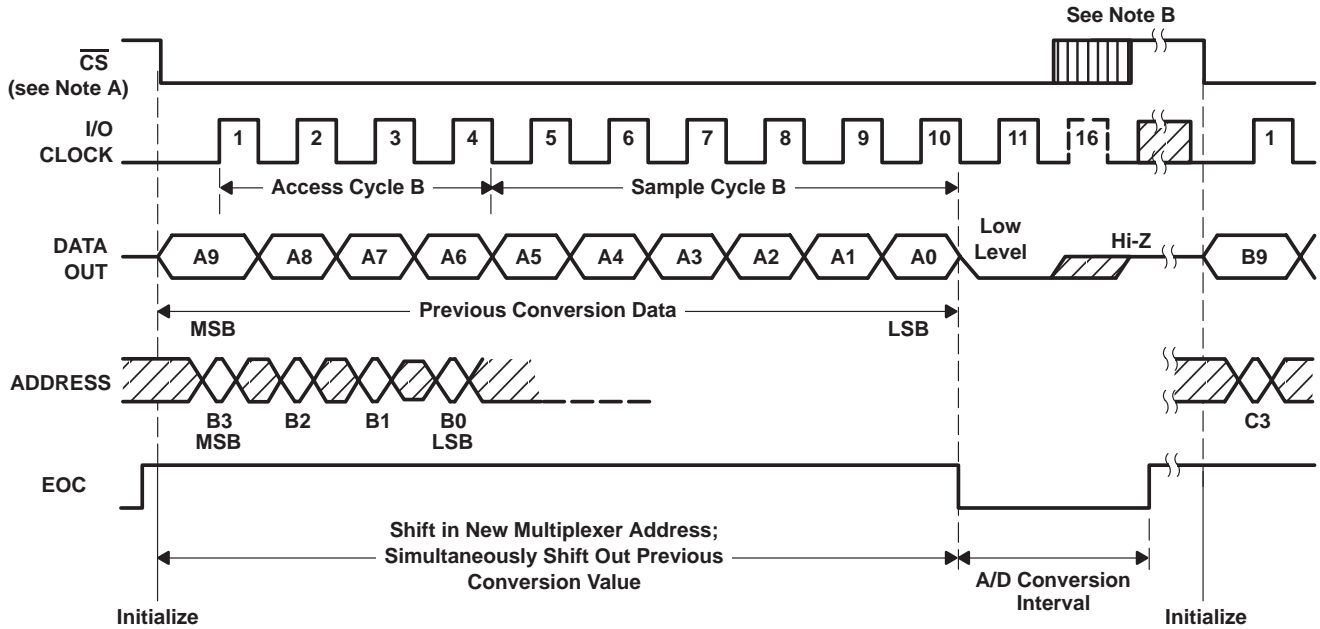 See Note B
CS
(see Note A)
I/O
CLOCK
1 2 3 4 5 6 7 8 9 10 11 16 1
Access Cycle B
Sample Cycle B
DATA
OUT
A9 A8 A7 A6 A5 A4 A3 A2 A1 A0
Low
Level
Hi-Z
B9
Previous Conversion Data
MSB
LSB
ADDRESS
B3
MSB
B2
B1
B0
LSB
C3
EOC
Shift in New Multiplexer Address;
Simultaneously Shift Out Previous
Conversion Value
A/D Conversion
Interval
Initialize
Initialize